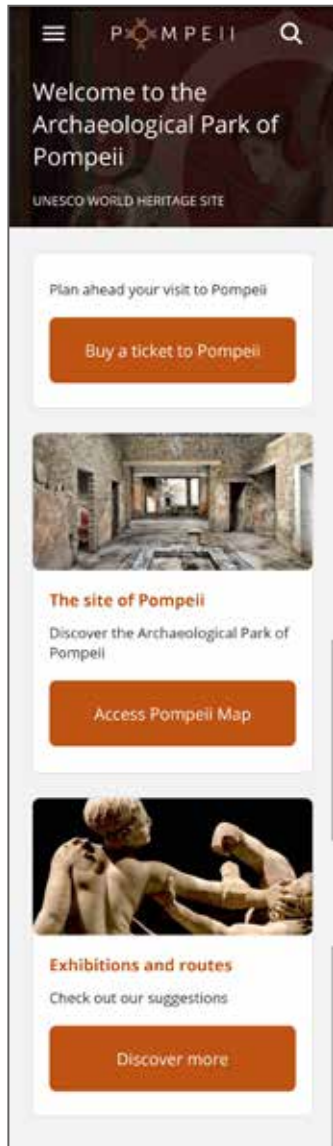 POMPEII
Welcome to the
Archaeological Park of
Pompeii
UNESCO WORLD HERITAGE SITE
Plan ahead your visit to Pompeii
Buy a ticket to Pompeii
The site of Pompeii
Discover the Archaeological Park of
Pompeii
Access Pompeii Map
Exhibitions and routes
Check out our suggestions
Discover more